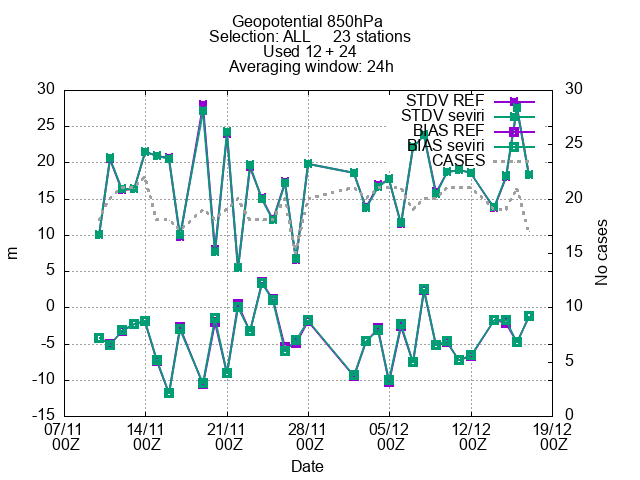 Geopotential 850hPa
Selection: ALL 23 stations
Used 12 + 24
Averaging window: 24h
30 30
STDV REF
STDV seviri
BIAS REF
BIAS seviri
CASES
25
20
15
10
5
0
-5
-10
-15
25
20
15
10
5
0
m
No cases
07/11 14/11 21/11 28/11 05/12 12/12 19/12
00Z 00Z 00Z 00Z 00Z 00Z 00Z
Date